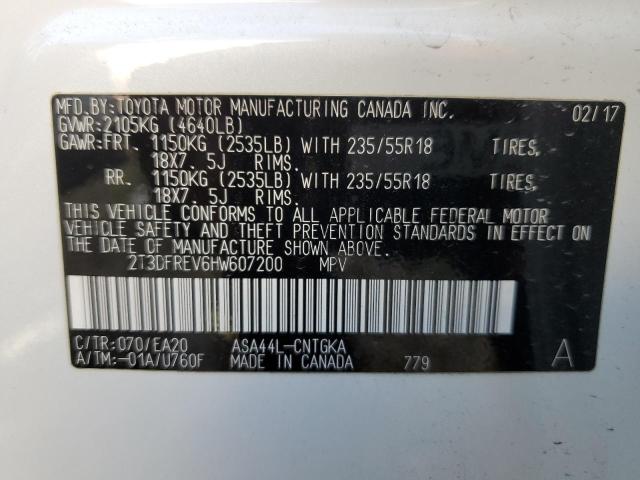 MFD.BY:TOYOTA MOTOR MANUFACTURING CANADA INC. 02/17
GVWR:2105KG (4640LB)
GAWR:FRT. 1150KG (2535LB) WITH 235/55R18 TIRES,
18X7.5J RIMS.
RR. 1150KG (2535LB) WITH 235/55R18 TIRES,
18X7.5J RIMS.
THIS VEHICLE CONFORMS TO ALL APPLICABLE FEDERAL MOTOR
VEHICLE SAFETY AND THEFT PREVENTION STANDARDS IN EFFECT ON
THE DATE OF MANUFACTURE SHOWN ABOVE.
2T3DFREV6HW607200 MPV
C/TR:070/EA20 ASA44L-CNTGKA
A/TM:-01A/U760F MADE IN CANADA 779 A